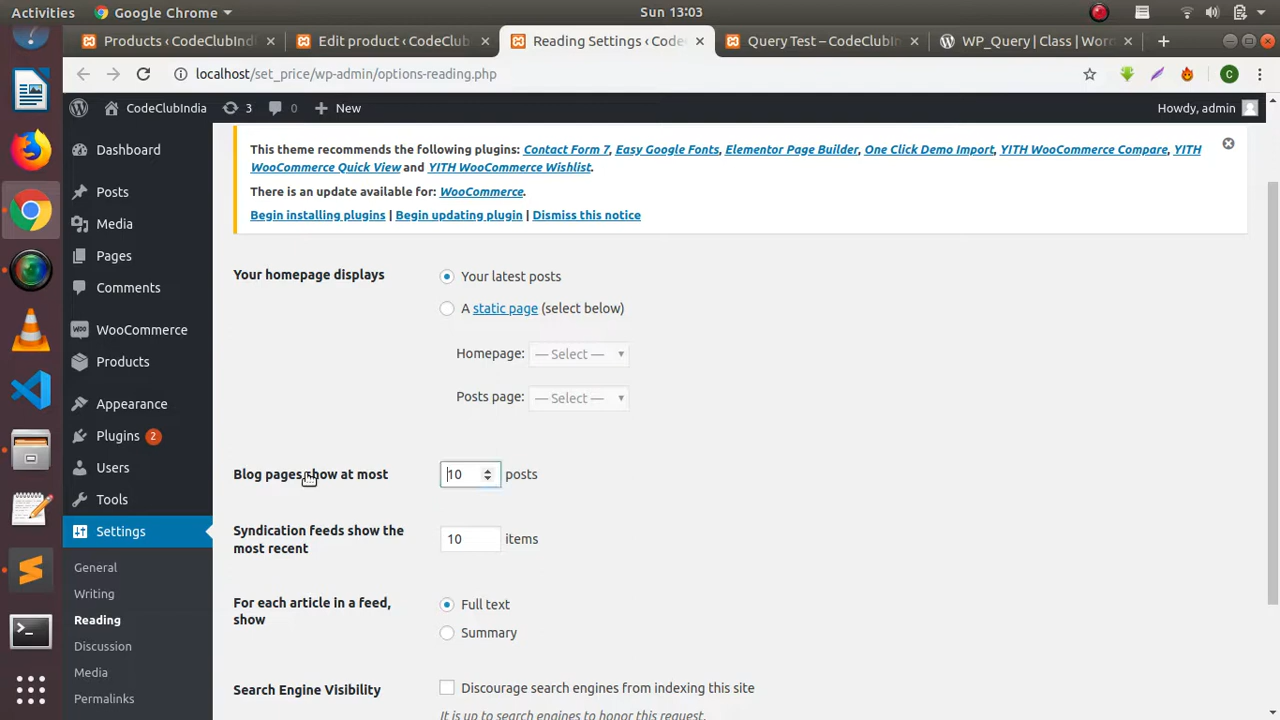 Activities
Google Chrome
Sun 13:03
Products ‹ CodeClubIndi
Edit product ‹ CodeClub
Reading Settings ‹ Code
Query Test – CodeClubIn
WP_Query | Class | Word
localhost/set_price/wp-admin/options-reading.php
C
CodeClubIndia
3
0
New
Howdy, admin
This theme recommends the following plugins: Contact Form 7, Easy Google Fonts, Elementor Page Builder, One Click Demo Import, YITH WooCommerce Compare, YITH
WooCommerce Quick View and YITH WooCommerce Wishlist.
There is an update available for: WooCommerce.
Begin installing plugins | Begin updating plugin | Dismiss this notice
Dashboard
Posts
Media
Pages
Comments
WooCommerce
Products
Appearance
Plugins 2
Users
Tools
Settings
General
Writing
Reading
Discussion
Media
Permalinks
Your homepage displays
Your latest posts
A static page (select below)
Homepage: — Select —
Posts page: — Select —
Blog pages show at most
10 posts
Syndication feeds show the
most recent
10 items
For each article in a feed,
show
Full text
Summary
Search Engine Visibility
Discourage search engines from indexing this site
It is up to search engines to honor this request.